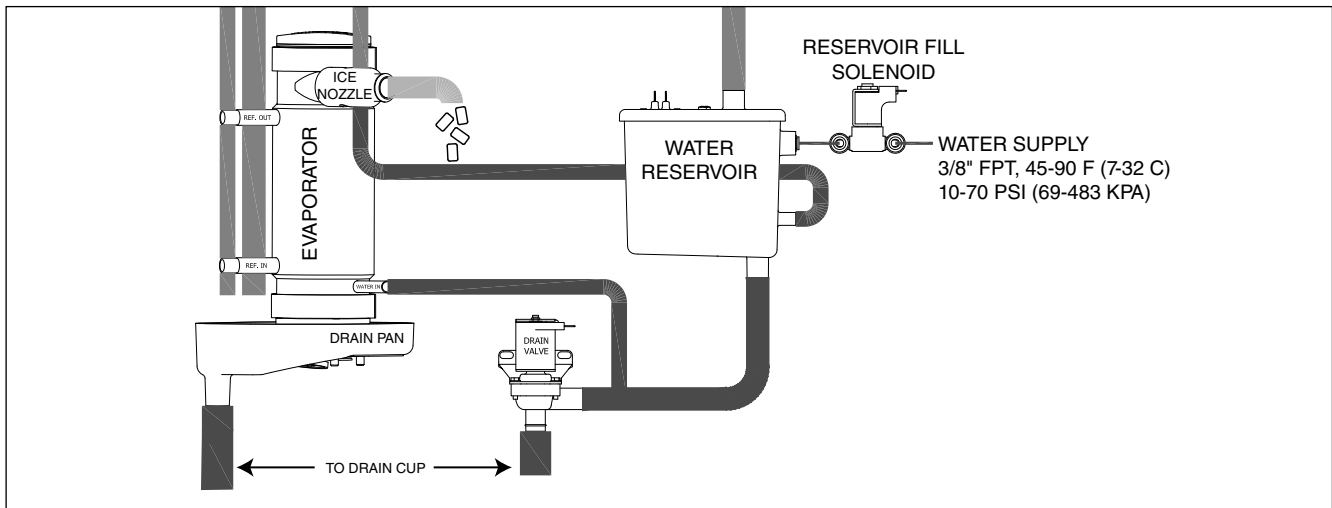 RESERVOIR FILL
SOLENOID
ICE
NOZZLE
REF. OUT
EVAPORATOR
WATER
RESERVOIR
WATER SUPPLY
3/8" FPT, 45-90 F (7-32 C)
10-70 PSI (69-483 KPA)
REF. IN
WATER IN
DRAIN PAN
DRAIN
VALVE
TO DRAIN CUP